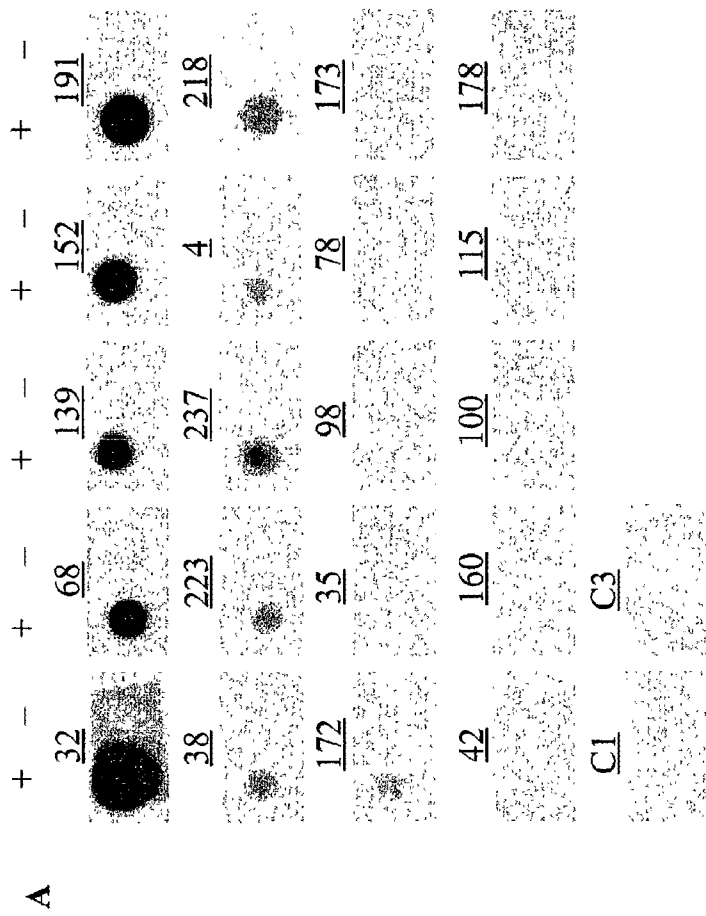 A
+ − + − + − + − + −
32 68 139 152 191
38 223 237 4 218
172 35 98 78 173
42 160 100 115 178
C1 C3